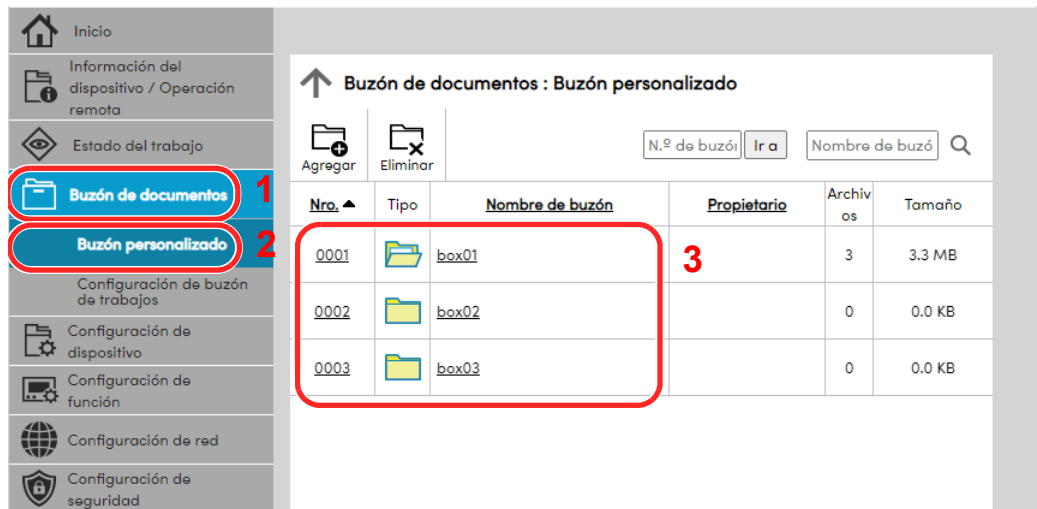 Inicio
Información del
dispositivo / Operación
remota
Estado del trabajo
Buzón de documentos
1
Buzón personalizado
2
Configuración de buzón
de trabajos
Configuración de
dispositivo
Configuración de
función
Configuración de red
Configuración de
seguridad
Buzón de documentos : Buzón personalizado
Agregar
Eliminar
N.º de buzó
Ir a
Nombre de buzó
Nro. Tipo Nombre de buzón Propietario Archiv
os Tamaño
0001 box01 3 3.3 MB
3
0002 box02 0 0.0 KB
0003 box03 0 0.0 KB